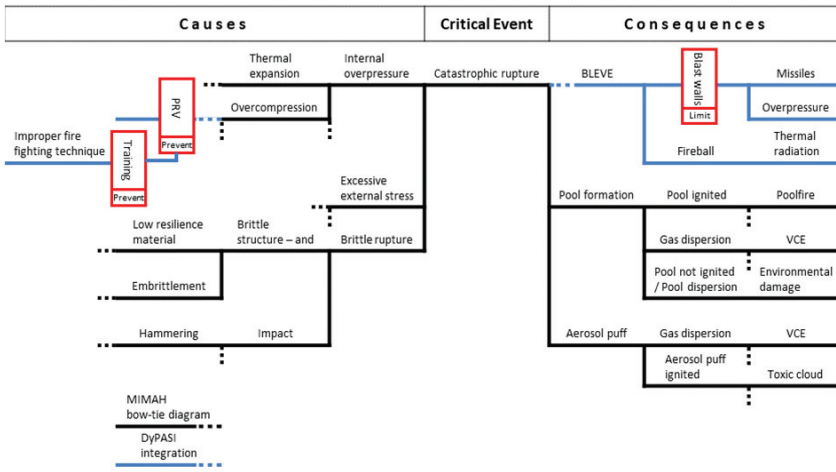 Causes
Critical Event
Consequences
Thermal
expansion
Internal
overpressure
Catastrophic rupture
BLEVE
Blast walls
Limit
Missiles
PRV
Prevent
Overcompression
Overpressure
Improper fire
fighting technique
Training
Prevent
Fireball
Thermal
radiation
Excessive
external stress
Pool formation
Pool ignited
Poolfire
Low resilience
material
Brittle
structure – and
Brittle rupture
Gas dispersion
VCE
Embrittlement
Pool not ignited
/ Pool dispersion
Environmental
damage
Hammering
Impact
Aerosol puff
Gas dispersion
VCE
Aerosol puff
ignited
Toxic cloud
MIMAH
bow-tie diagram
DyPASI
integration